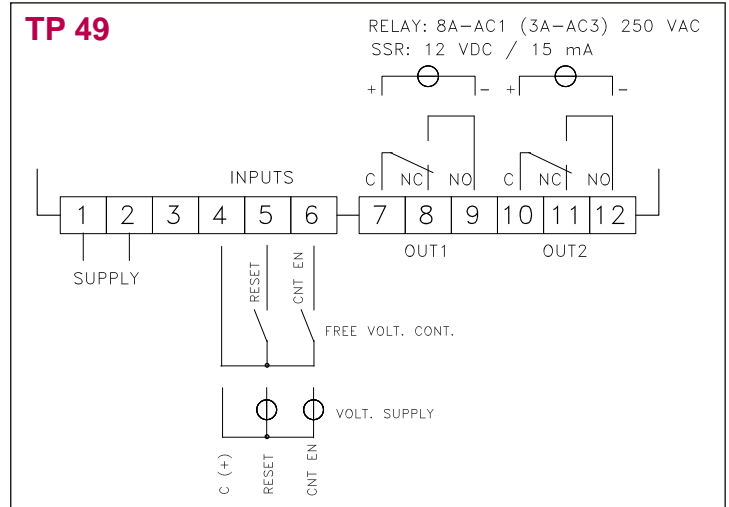 TP 49
RELAY: 8A-AC1 (3A-AC3) 250 VAC
SSR: 12 VDC / 15 mA
+ - + -
INPUTS
C NC NO C NC NO
1 2 3 4 5 6 7 8 9 10 11 12
SUPPLY
OUT1 OUT2
RESET
CNT EN
FREE VOLT. CONT.
VOLT. SUPPLY
C (+)
RESET
CNT EN